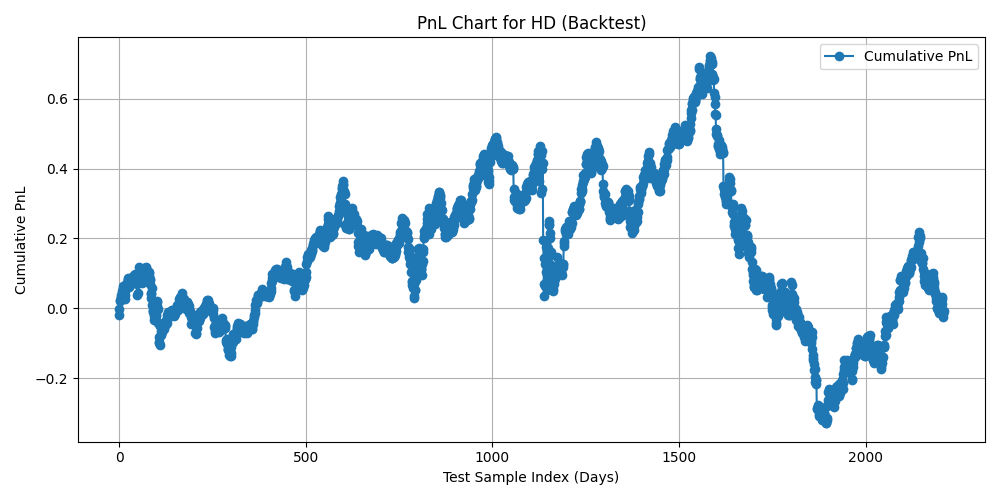 PnL Chart for HD (Backtest)
Cumulative PnL
0.6
0.4
0.2
0.0
−0.2
Cumulative PnL
0 500 1000 1500 2000
Test Sample Index (Days)